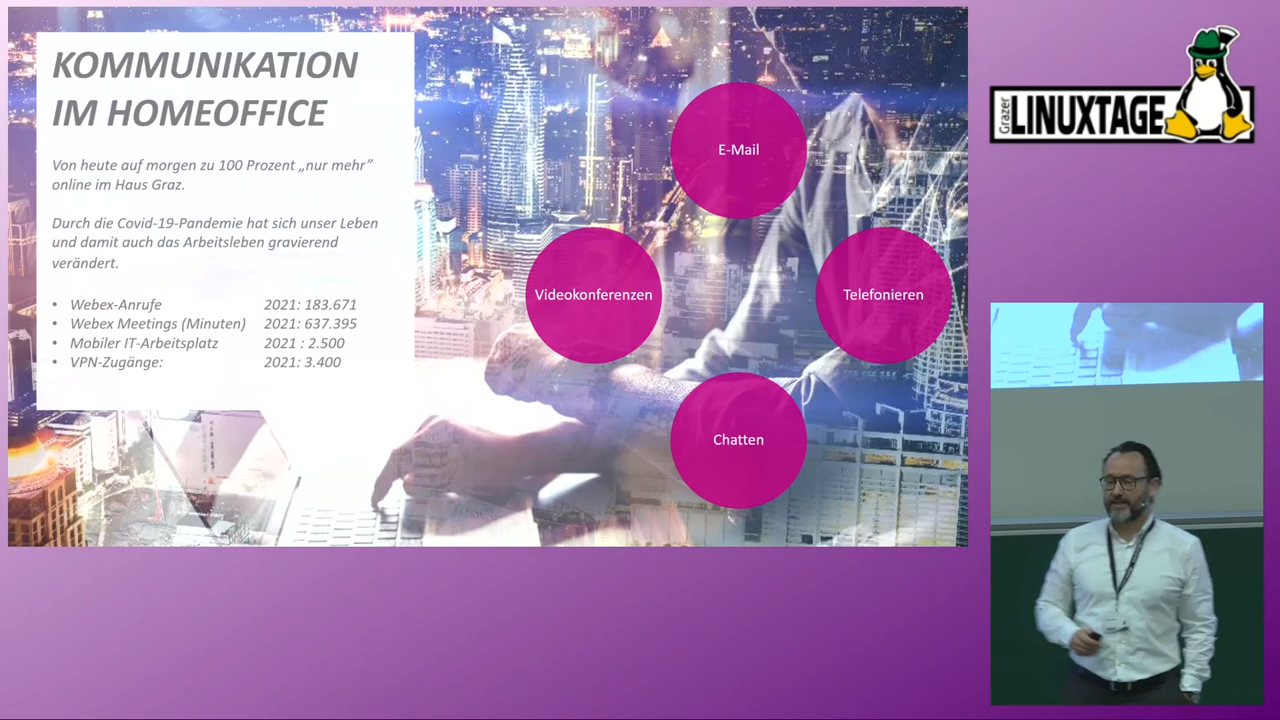 KOMMUNIKATION
IM HOMEOFFICE
Von heute auf morgen zu 100 Prozent „nur mehr”
online im Haus Graz.
Durch die Covid-19-Pandemie hat sich unser Leben
und damit auch das Arbeitsleben gravierend
verändert.
• Webex-Anrufe 2021: 183.671
• Webex Meetings (Minuten) 2021: 637.395
• Mobiler IT-Arbeitsplatz 2021 : 2.500
• VPN-Zugänge: 2021: 3.400
E-Mail
Videokonferenzen
Telefonieren
Chatten
Grazer
LINUXTAGE